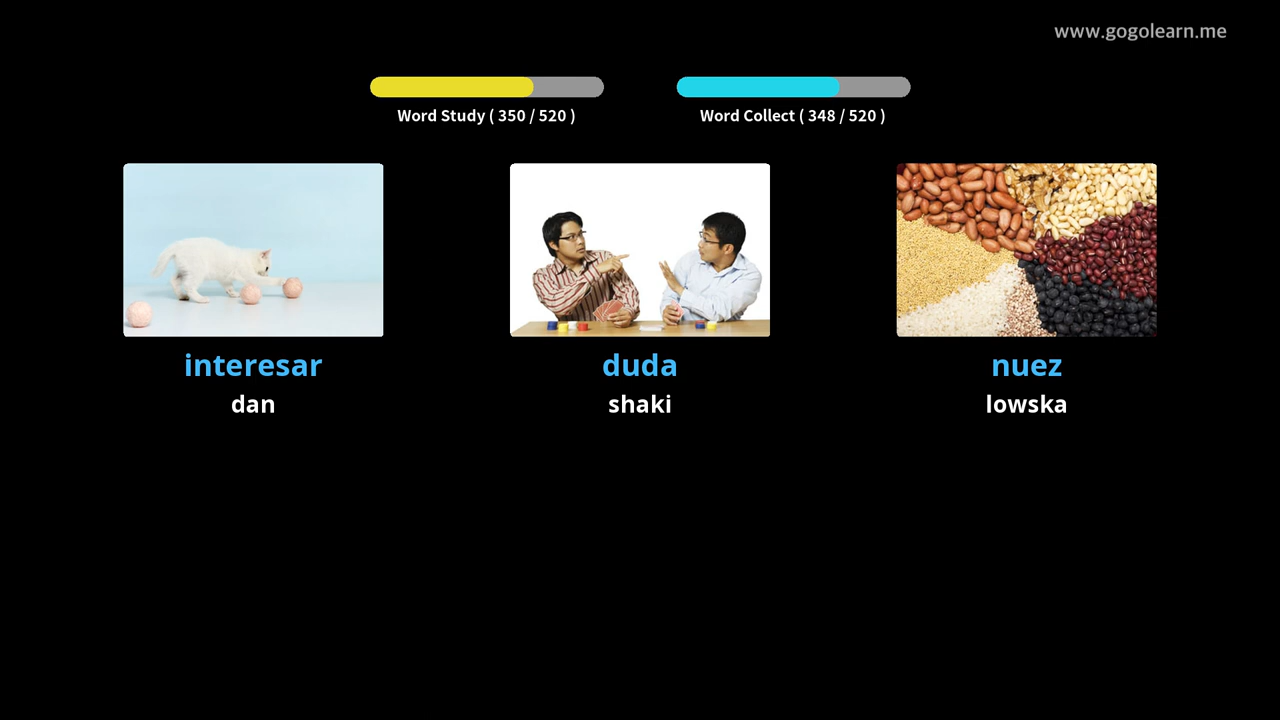 www.gogolearn.me
Word Study ( 350 / 520 )
Word Collect ( 348 / 520 )
interesar
dan
duda
shaki
nuez
lowska